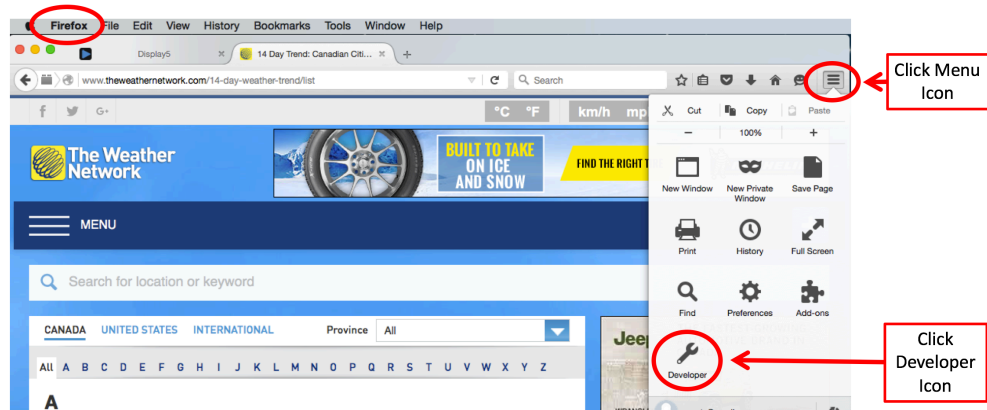 Firefox File Edit View History Bookmarks Tools Window Help
Display5
14 Day Trend: Canadian Citi...
www.theweathernetwork.com/14-day-weather-trend/list
Search
Click Menu
Icon
f G+ °C °F km/h mp
Cut Copy Paste
− 100% +
The Weather
Network
BUILT TO TAKE
ON ICE
AND SNOW
FIND THE RIGHT T
New Window New Private
Window Save Page
MENU
Print History Full Screen
Search for location or keyword
Find Preferences Add-ons
CANADA UNITED STATES INTERNATIONAL Province All
Jeep
Click
Developer
Icon
All A B C D E F G H I J K L M N O P Q R S T U V W X Y Z
Developer
A